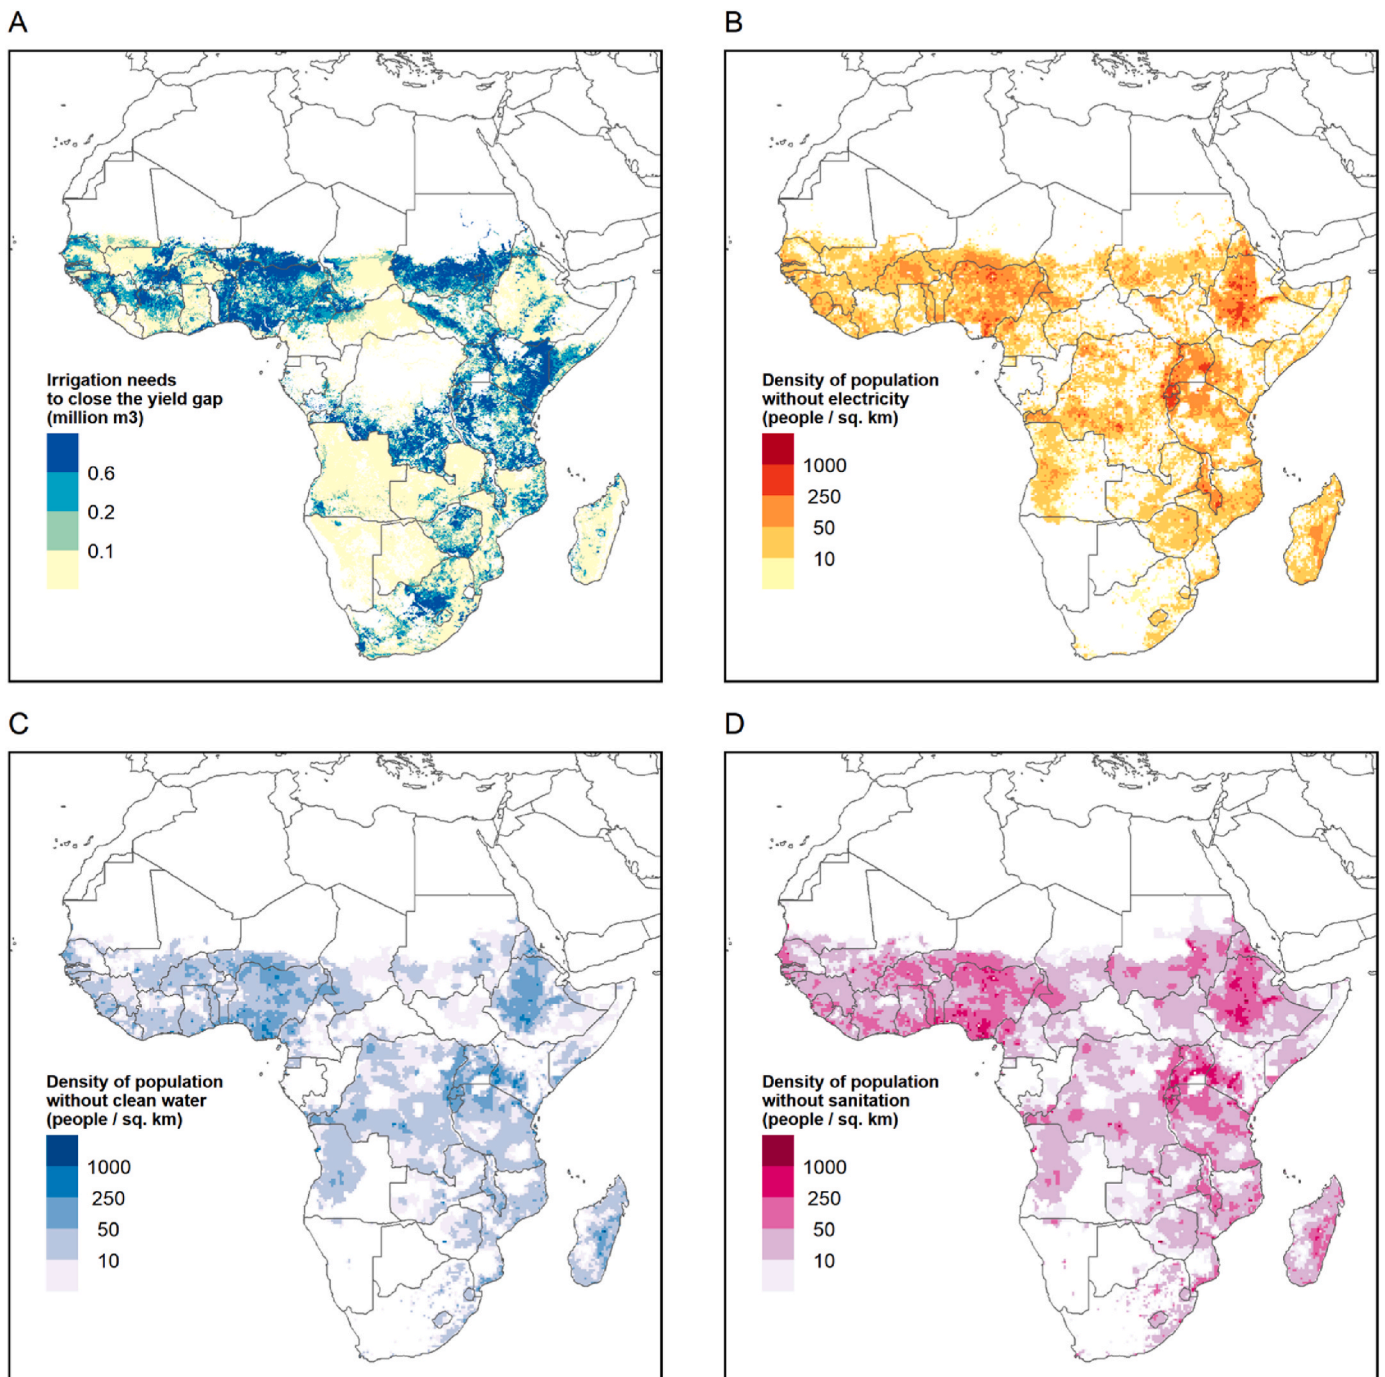 A
B
Irrigation needs
to close the yield gap
(million m3)
0.6
0.2
0.1
Density of population
without electricity
(people / sq. km)
1000
250
50
10
C
D
Density of population
without clean water
(people / sq. km)
1000
250
50
10
Density of population
without sanitation
(people / sq. km)
1000
250
50
10